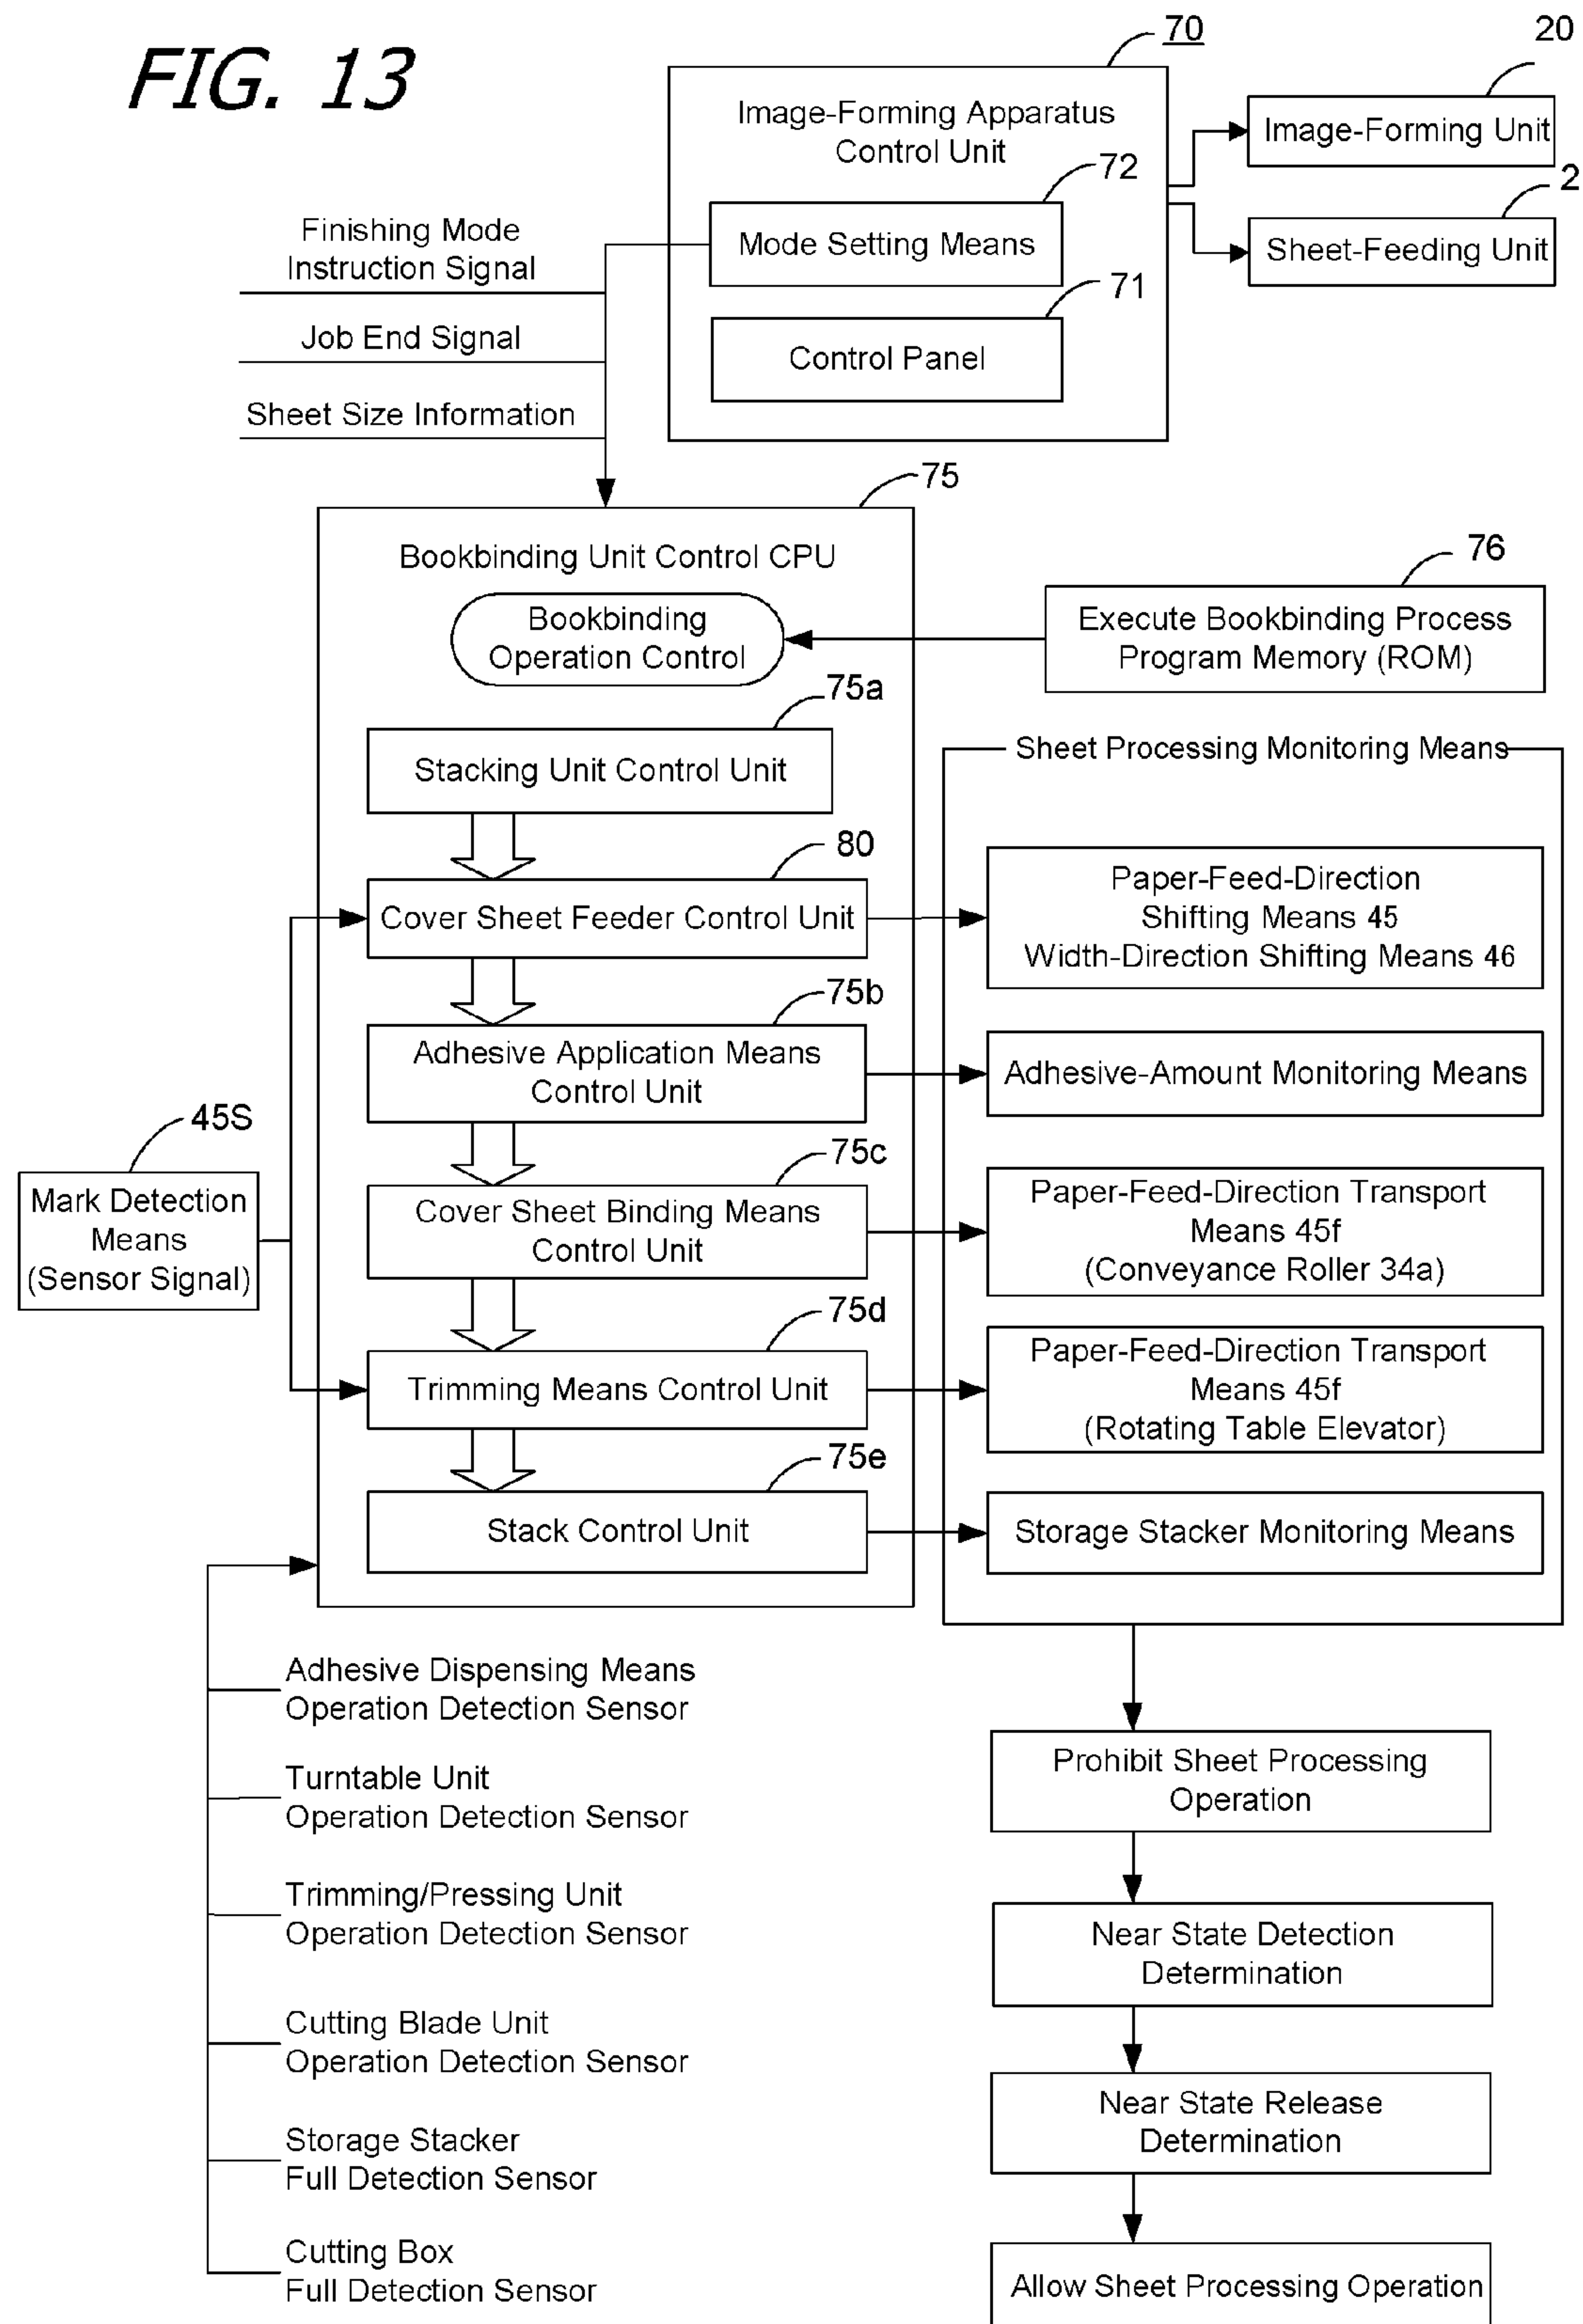 FIG. 13
70
20
Image-Forming Apparatus
Control Unit
Image-Forming Unit
72
2
Mode Setting Means
Sheet-Feeding Unit
Finishing Mode
Instruction Signal
71
Job End Signal
Control Panel
Sheet Size Information
75
Bookbinding Unit Control CPU
76
Bookbinding
Operation Control
Execute Bookbinding Process
Program Memory (ROM)
75a
Stacking Unit Control Unit
Sheet Processing Monitoring Means
80
Cover Sheet Feeder Control Unit
Paper-Feed-Direction
Shifting Means 45
Width-Direction Shifting Means 46
75b
Adhesive Application Means
Control Unit
Adhesive-Amount Monitoring Means
45S
Mark Detection
Means
(Sensor Signal)
75c
Cover Sheet Binding Means
Control Unit
Paper-Feed-Direction Transport
Means 45f
(Conveyance Roller 34a)
75d
Trimming Means Control Unit
Paper-Feed-Direction Transport
Means 45f
(Rotating Table Elevator)
75e
Stack Control Unit
Storage Stacker Monitoring Means
Adhesive Dispensing Means
Operation Detection Sensor
Turntable Unit
Operation Detection Sensor
Trimming/Pressing Unit
Operation Detection Sensor
Cutting Blade Unit
Operation Detection Sensor
Storage Stacker
Full Detection Sensor
Cutting Box
Full Detection Sensor
Prohibit Sheet Processing
Operation
Near State Detection
Determination
Near State Release
Determination
Allow Sheet Processing Operation